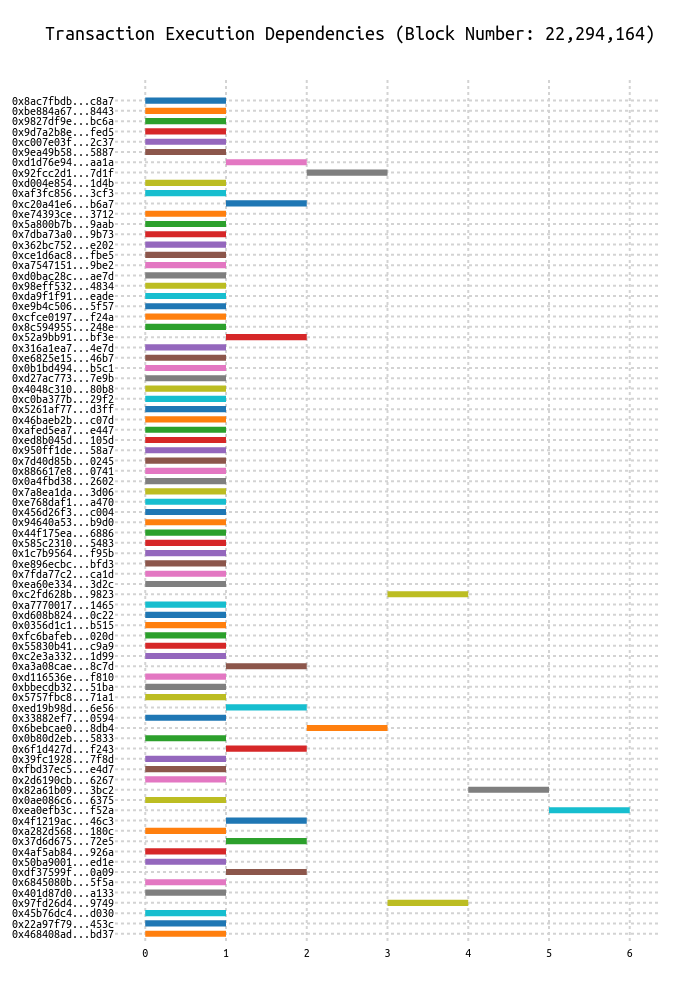 Transaction Execution Dependencies (Block Number: 22,294,164)
0x8ac7fbdb...c8a7
0xbe884a67...8443
0x9827df9e...bc6a
0x9d7a2b8e...fed5
0xc007e03f...2c37
0x9ea49b58...5887
0xd1d76e94...aa1a
0x92fcc2d1...7d1f
0xd004e854...1d4b
0xaf3fc856...3cf3
0xc20a41e6...b6a7
0xe74393ce...3712
0x5a800b7b...9aab
0x7dba73a0...9b73
0x362bc752...e202
0xce1d6ac8...fbe5
0xa7547151...9be2
0xd0bac28c...ae7d
0x98eff532...4834
0xda9f1f91...eade
0xe9b4c506...5f57
0xcfce0197...f24a
0x8c594955...248e
0x52a9bb91...bf3e
0x316a1ea7...4e7d
0xe6825e15...46b7
0x0b1bd494...b5c1
0xd27ac773...7e9b
0x4048c310...80b8
0xc0ba377b...29f2
0x5261af77...d3ff
0x46baeb2b...c07d
0xafed5ea7...e447
0xed8b045d...105d
0x950ff1de...58a7
0x7d40d85b...0245
0x886617e8...0741
0x0a4fbd38...2602
0x7a8ea1da...3d06
0xe768daf1...a470
0x456d26f3...c004
0x94640a53...b9d0
0x44f175ea...6886
0x585c2310...5483
0x1c7b9564...f95b
0xe896ecbc...bfd3
0x7fda77c2...ca1d
0xea60e334...3d2c
0xc2fd628b...9823
0xa7770017...1465
0xd608b824...0c22
0x0356d1c1...b515
0xfc6bafeb...020d
0x55830b41...c9a9
0xc2e3a332...1d99
0xa3a08cae...8c7d
0xd116536e...f810
0xbbecdb32...51ba
0x5757fbc8...71a1
0xed19b98d...6e56
0x33882ef7...0594
0x6bebcae0...8db4
0x0b80d2eb...5833
0x6f1d427d...f243
0x39fc1928...7f8d
0xfbd37ec5...e4d7
0x2d6190cb...6267
0x82a61b09...3bc2
0x0ae086c6...6375
0xea0efb3c...f52a
0x4f1219ac...46c3
0xa282d568...180c
0x37d6d675...72e5
0x4af5ab84...926a
0x50ba9001...ed1e
0xdf37599f...0a09
0x6845080b...5f5a
0x401d87d0...a133
0x97fd26d4...9749
0x45b76dc4...d030
0x22a97f79...453c
0x468408ad...bd37
0 1 2 3 4 5 6